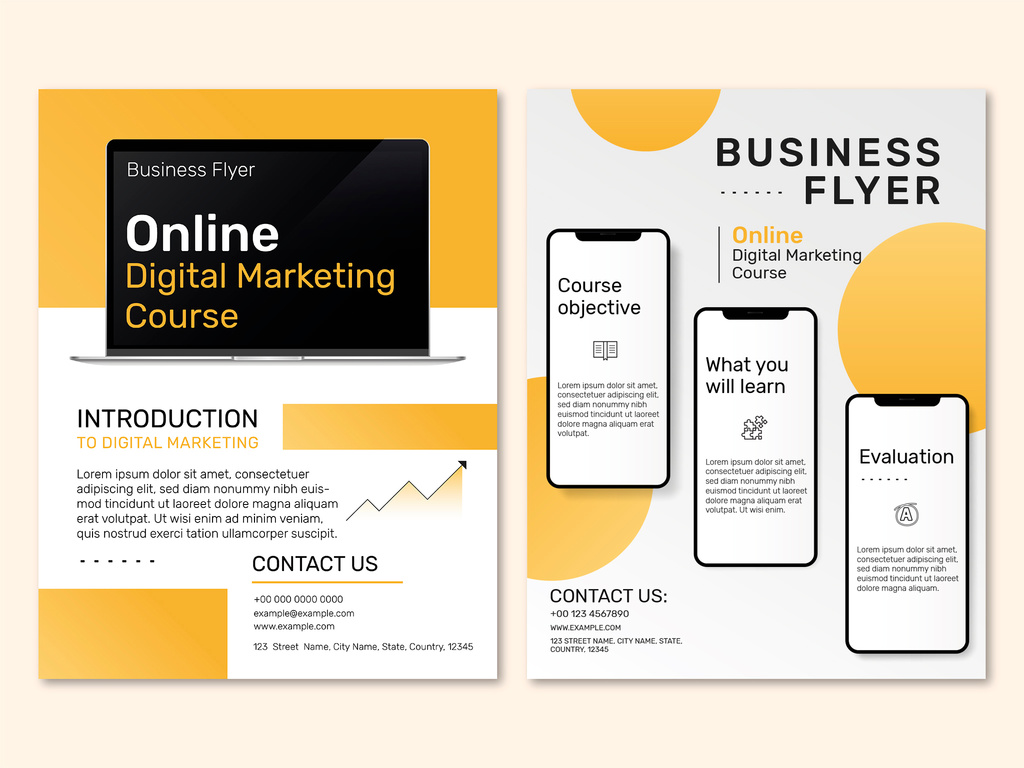 Business Flyer
Online
Digital Marketing
Course
INTRODUCTION
TO DIGITAL MARKETING
Lorem ipsum dolor sit amet, consectetuer
adipiscing elit, sed diam nonummy nibh euis-
mod tincidunt ut laoreet dolore magna aliquam
erat volutpat. Ut wisi enim ad minim veniam,
quis nostrud exerci tation ullamcorper suscipit.
CONTACT US
+00 000 0000 0000
example@example.com
www.example.com
123 Street Name, City Name, State, Country, 12345
BUSINESS
FLYER
Online
Digital Marketing
Course
Course
objective
Lorem ipsum dolor sit amet,
consectetuer adipiscing elit,
sed diam nonummy nibh
euismod tincidunt ut laoreet
dolore magna aliquam erat
volutpat.
What you
will learn
Lorem ipsum dolor sit amet,
consectetuer adipiscing elit,
sed diam nonummy nibh
euismod tincidunt ut laoreet
dolore magna aliquam erat
volutpat. Ut wisi enim.
Evaluation
A
Lorem ipsum dolor sit amet,
consectetuer adipiscing elit,
sed diam nonummy nibh
euismod tincidunt ut laoreet
dolore magna aliquam.
CONTACT US:
+00 123 4567890
WWW.EXAMPLE.COM
123 STREET NAME, CITY NAME, STATE,
COUNTRY, 12345